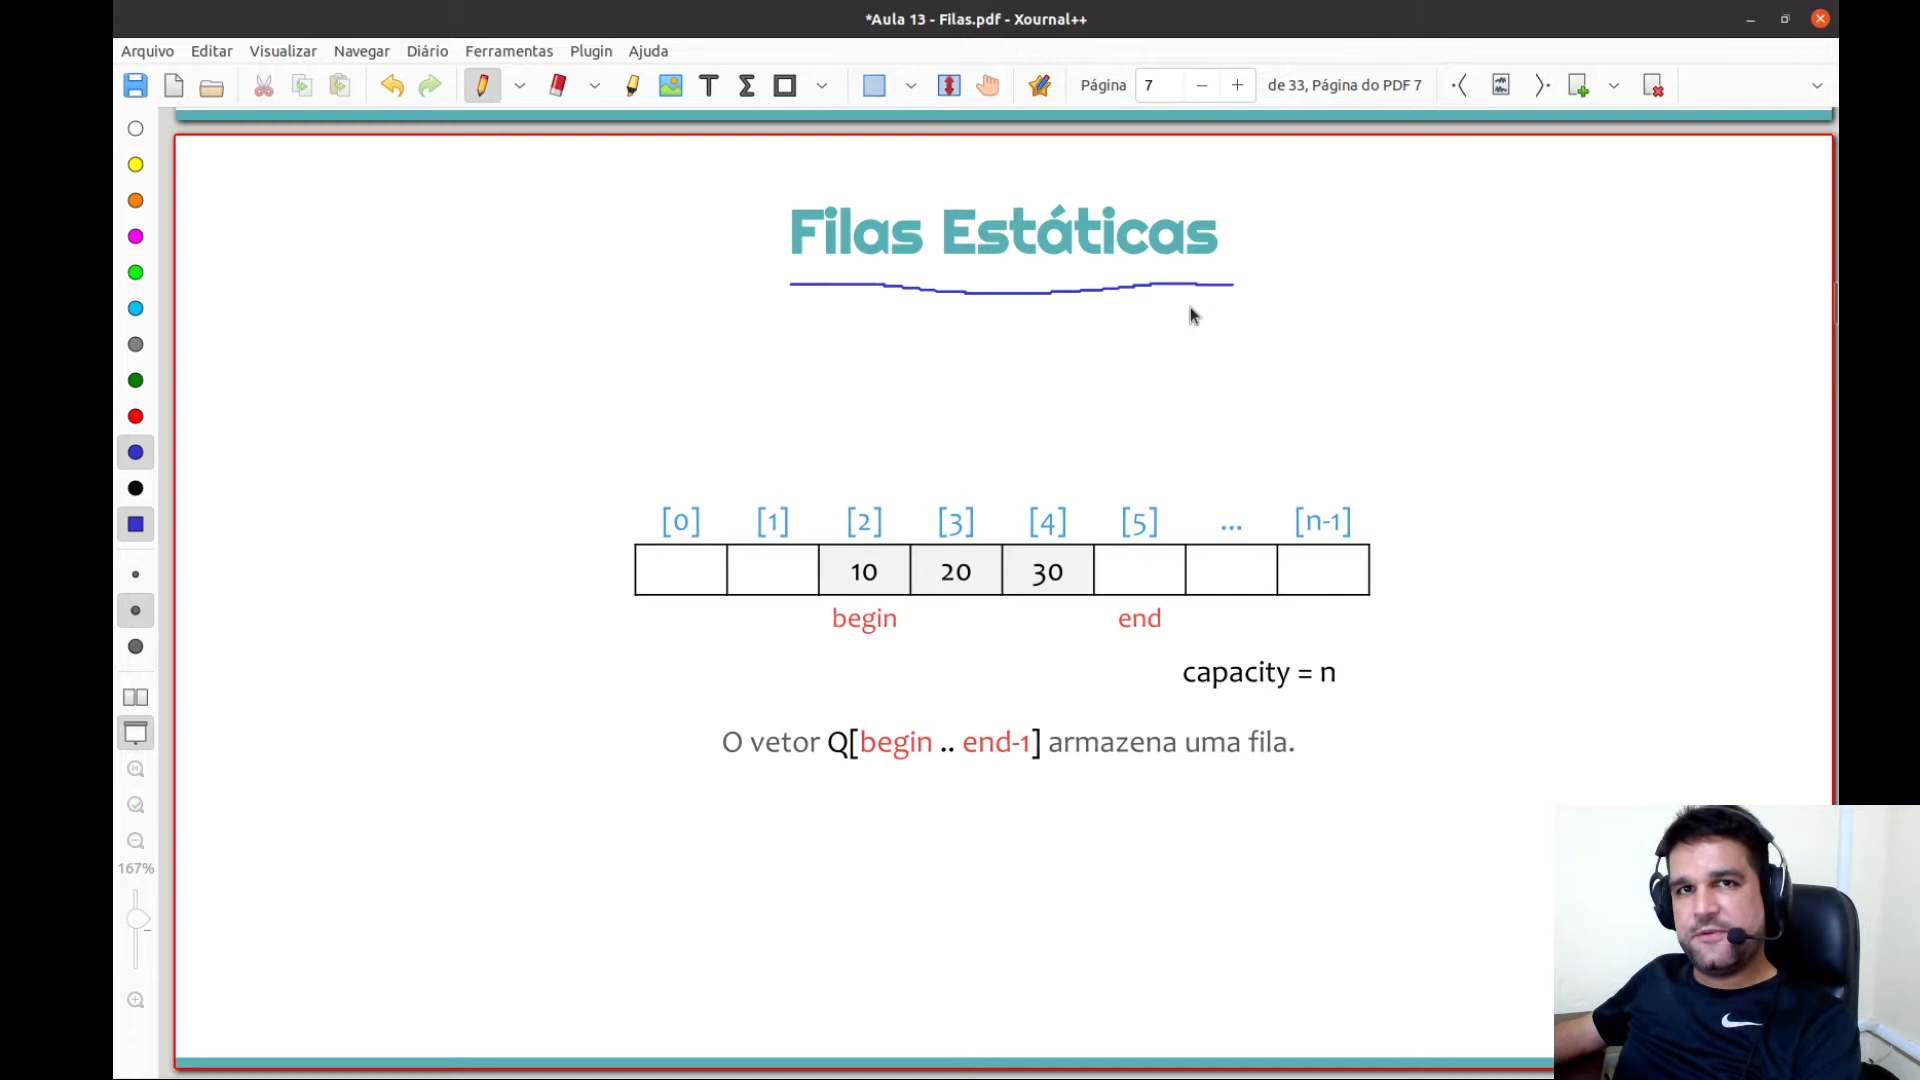 *Aula 13 - Filas.pdf - Xournal++
Arquivo Editar Visualizar Navegar Diário Ferramentas Plugin Ajuda
Página 7 de 33, Página do PDF 7
Filas Estáticas
[0] [1] [2] [3] [4] [5] ... [n-1]
10 20 30
begin end
capacity = n
O vetor Q[begin .. end-1] armazena uma fila.
167%